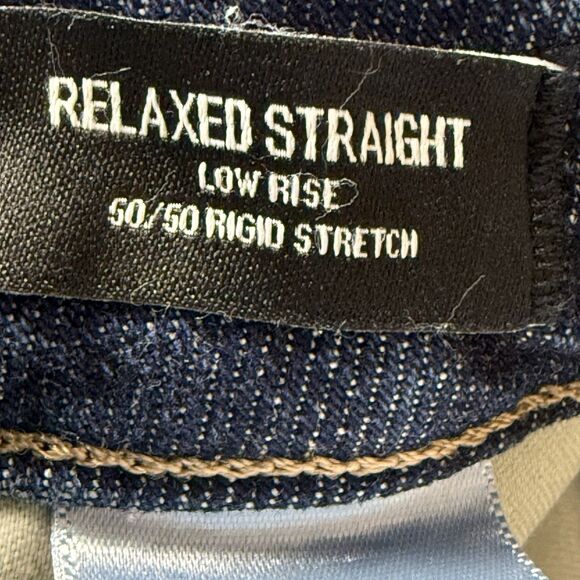 RELAXED STRAIGHT
LOW RISE
50/50 RIGID STRETCH